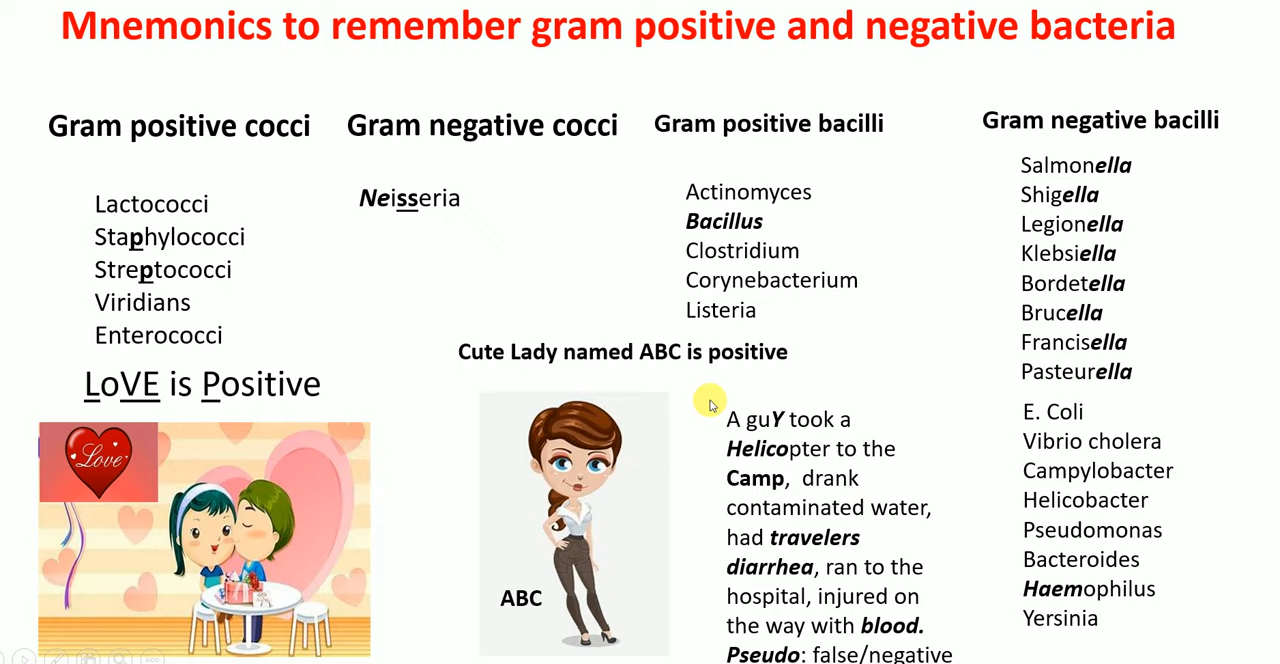 Mnemonics to remember gram positive and negative bacteria
Gram positive cocci
Lactococci
Staphylococci
Streptococci
Viridians
Enterococci
LoVE is Positive
Love
Gram negative cocci
Neisseria
Gram positive bacilli
Actinomyces
Bacillus
Clostridium
Corynebacterium
Listeria
Cute Lady named ABC is positive
ABC
Gram negative bacilli
Salmonella
Shigella
Legionella
Klebsiella
Bordetella
Brucella
Francisella
Pasteurella
E. Coli
Vibrio cholera
Campylobacter
Helicobacter
Pseudomonas
Bacteroides
Haemophilus
Yersinia
A guY took a
Helicopter to the
Camp, drank
contaminated water,
had travelers
diarrhea, ran to the
hospital, injured on
the way with blood.
Pseudo: false/negative